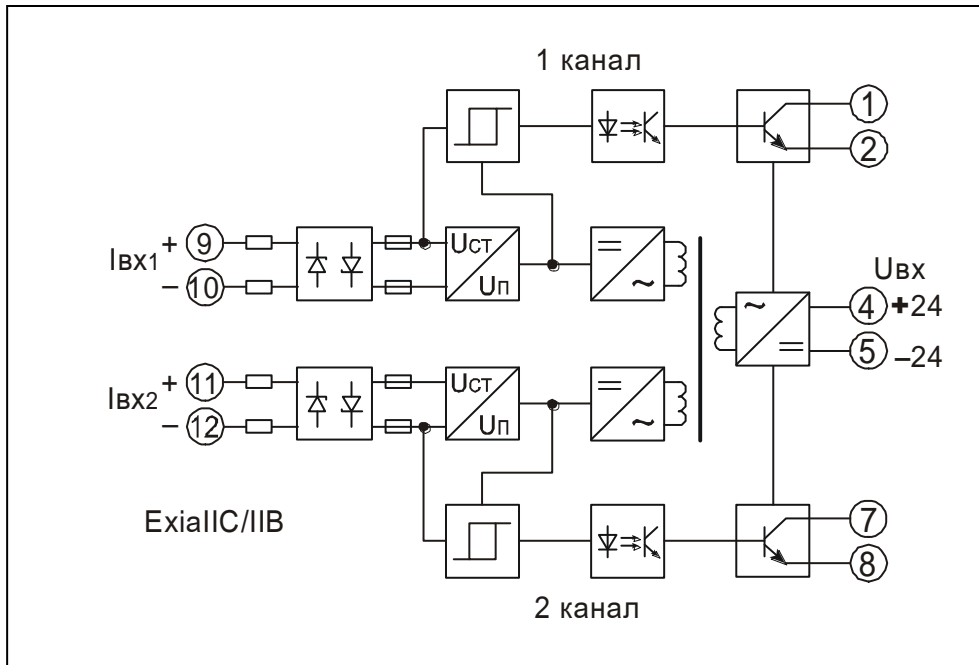 1 канал
1
2
Iвх1
+ 9
− 10
Uст
Uп
=
~
Uвх
~
=
4 +24
5 −24
Iвх2
+ 11
− 12
Uст
Uп
=
~
ExiaIIC/IIB
7
8
2 канал